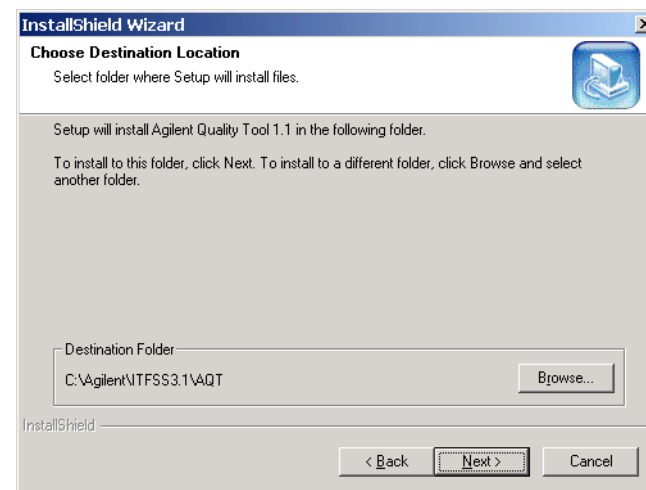 InstallShield Wizard
Choose Destination Location
Select folder where Setup will install files.
Setup will install Agilent Quality Tool 1.1 in the following folder.
To install to this folder, click Next. To install to a different folder, click Browse and select
another folder.
Destination Folder
C:\Agilent\ITFSS3.1\AQT
Browse...
InstallShield
< Back
Next >
Cancel